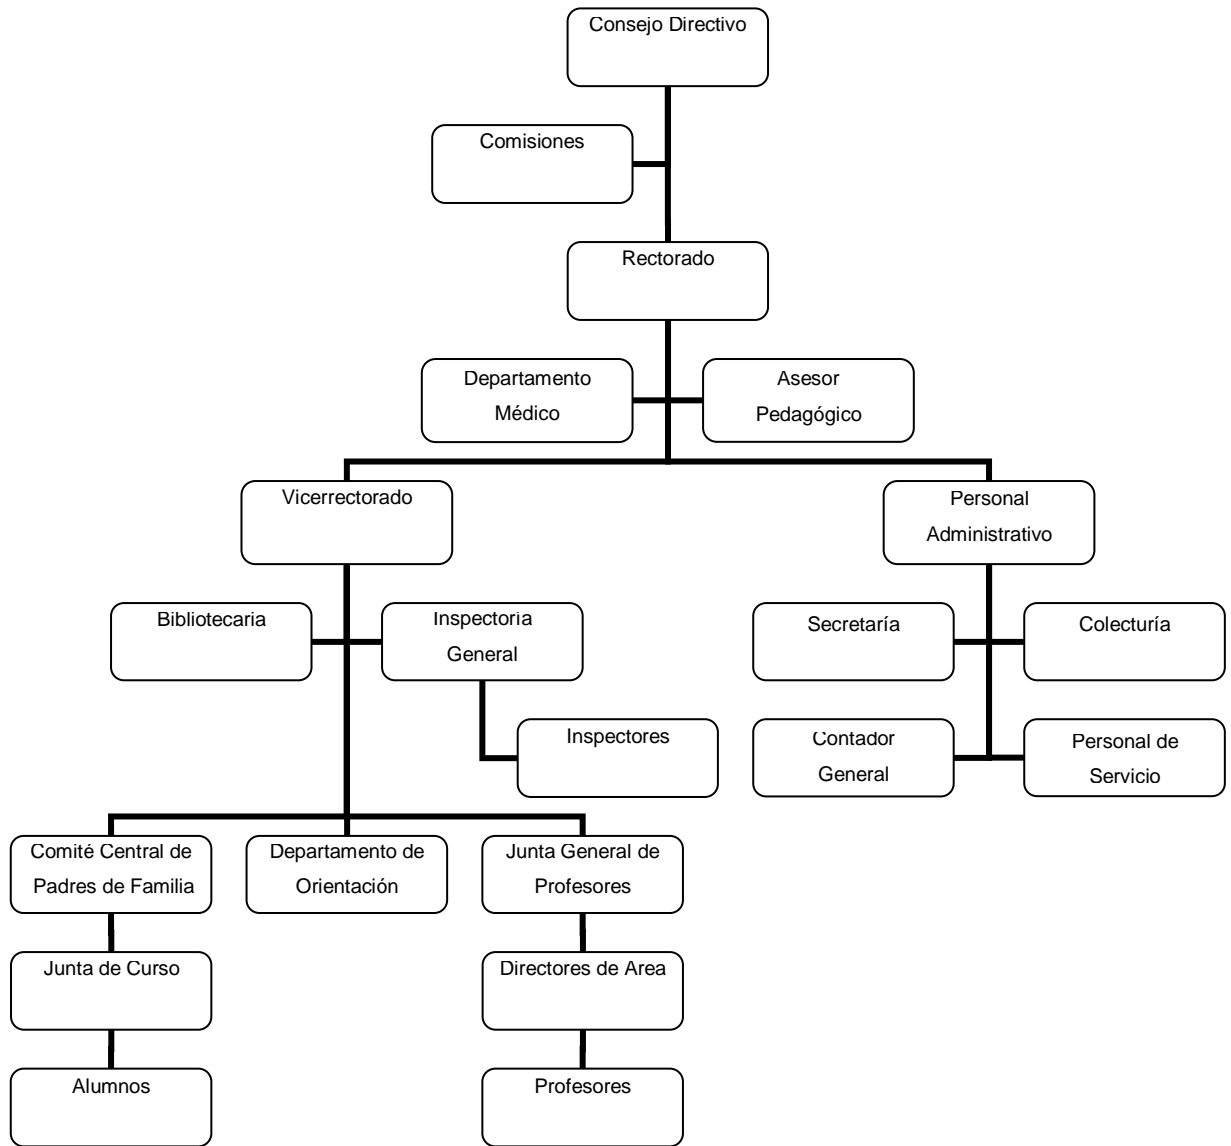 Consejo Directivo
Comisiones
Rectorado
Departamento
Médico
Asesor
Pedagógico
Vicerrectorado
Personal
Administrativo
Bibliotecaria
Inspectoria
General
Secretaría
Colecturía
Inspectores
Contador
General
Personal de
Servicio
Comité Central de
Padres de Familia
Departamento de
Orientación
Junta General de
Profesores
Junta de Curso
Directores de Area
Alumnos
Profesores